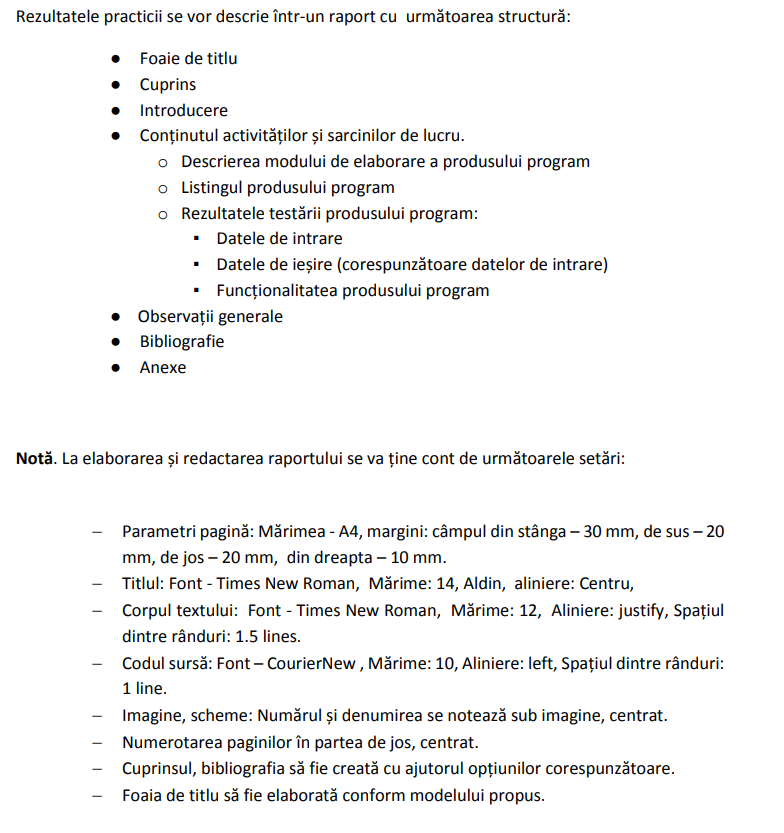 Rezultatele practicii se vor descrie într-un raport cu următoarea structură:
● Foaie de titlu
● Cuprins
● Introducere
● Conținutul activităților și sarcinilor de lucru.
o Descrierea modului de elaborare a produsului program
o Listingul produsului program
o Rezultatele testării produsului program:
▪ Datele de intrare
▪ Datele de ieșire (corespunzătoare datelor de intrare)
▪ Funcționalitatea produsului program
● Observații generale
● Bibliografie
● Anexe
Notă. La elaborarea și redactarea raportului se va ține cont de următoarele setări:
– Parametri pagină: Mărimea - A4, margini: câmpul din stânga – 30 mm, de sus – 20
mm, de jos – 20 mm, din dreapta – 10 mm.
– Titlul: Font - Times New Roman, Mărime: 14, Aldin, aliniere: Centru,
– Corpul textului: Font - Times New Roman, Mărime: 12, Aliniere: justify, Spațiul
dintre rânduri: 1.5 lines.
– Codul sursă: Font – CourierNew , Mărime: 10, Aliniere: left, Spațiul dintre rânduri:
1 line.
– Imagine, scheme: Numărul și denumirea se notează sub imagine, centrat.
– Numerotarea paginilor în partea de jos, centrat.
– Cuprinsul, bibliografia să fie creată cu ajutorul opțiunilor corespunzătoare.
– Foaia de titlu să fie elaborată conform modelului propus.